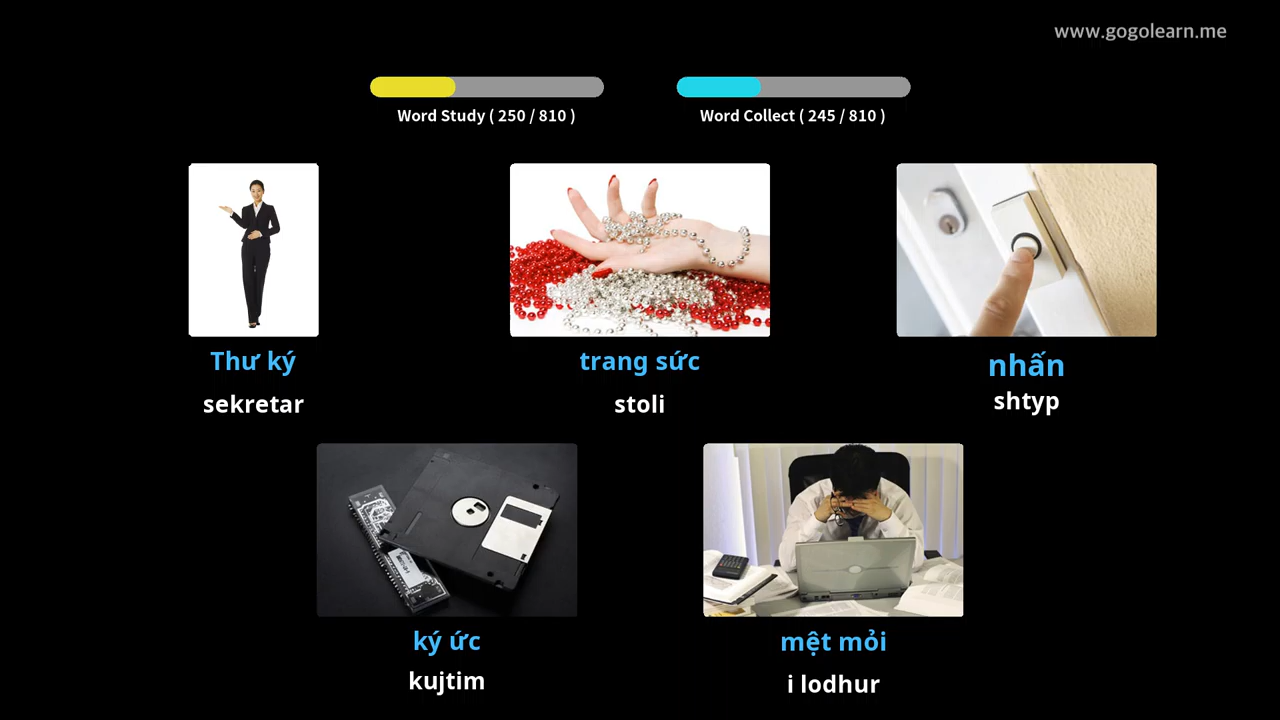 www.gogolearn.me
Word Study ( 250 / 810 )
Word Collect ( 245 / 810 )
Thư ký
sekretar
trang sức
stoli
nhấn
shtyp
ký ức
kujtim
mệt mỏi
i lodhur